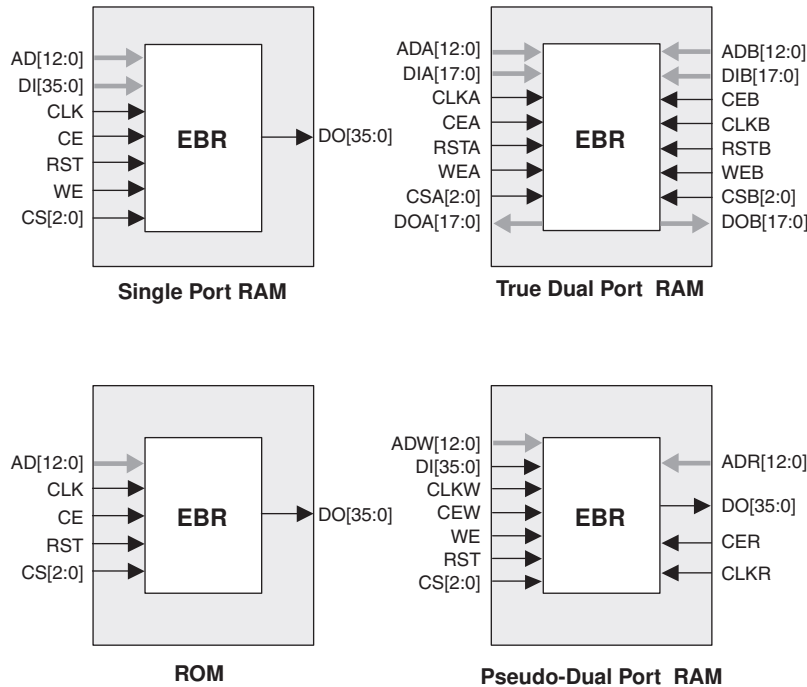 AD[12:0]
DI[35:0]
CLK
CE
RST
WE
CS[2:0]
EBR
DO[35:0]
Single Port RAM
ADA[12:0]
DIA[17:0]
CLKA
CEA
RSTA
WEA
CSA[2:0]
DOA[17:0]
EBR
ADB[12:0]
DIB[17:0]
CEB
CLKB
RSTB
WEB
CSB[2:0]
DOB[17:0]
True Dual Port RAM
AD[12:0]
CLK
CE
RST
CS[2:0]
EBR
DO[35:0]
ROM
ADW[12:0]
DI[35:0]
CLKW
CEW
WE
RST
CS[2:0]
EBR
ADR[12:0]
DO[35:0]
CER
CLKR
Pseudo-Dual Port RAM